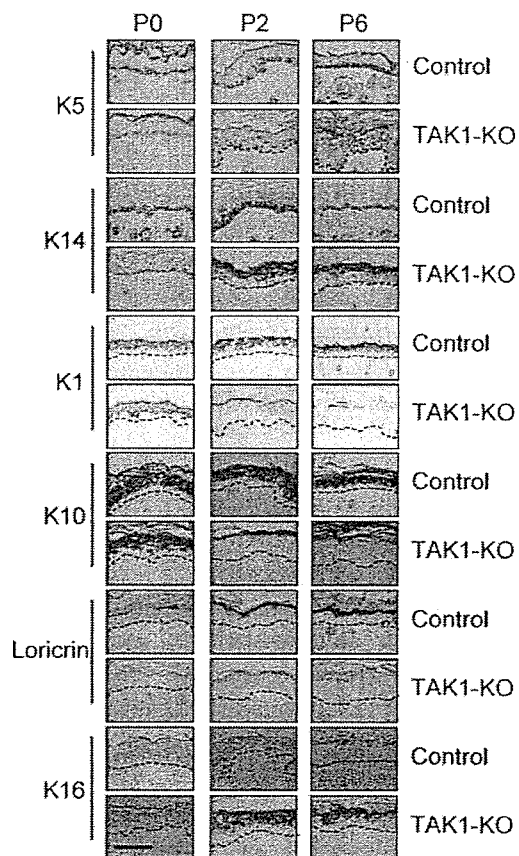 P0 P2 P6
K5
Control
TAK1-KO
K14
Control
TAK1-KO
K1
Control
TAK1-KO
K10
Control
TAK1-KO
Loricrin
Control
TAK1-KO
K16
Control
TAK1-KO